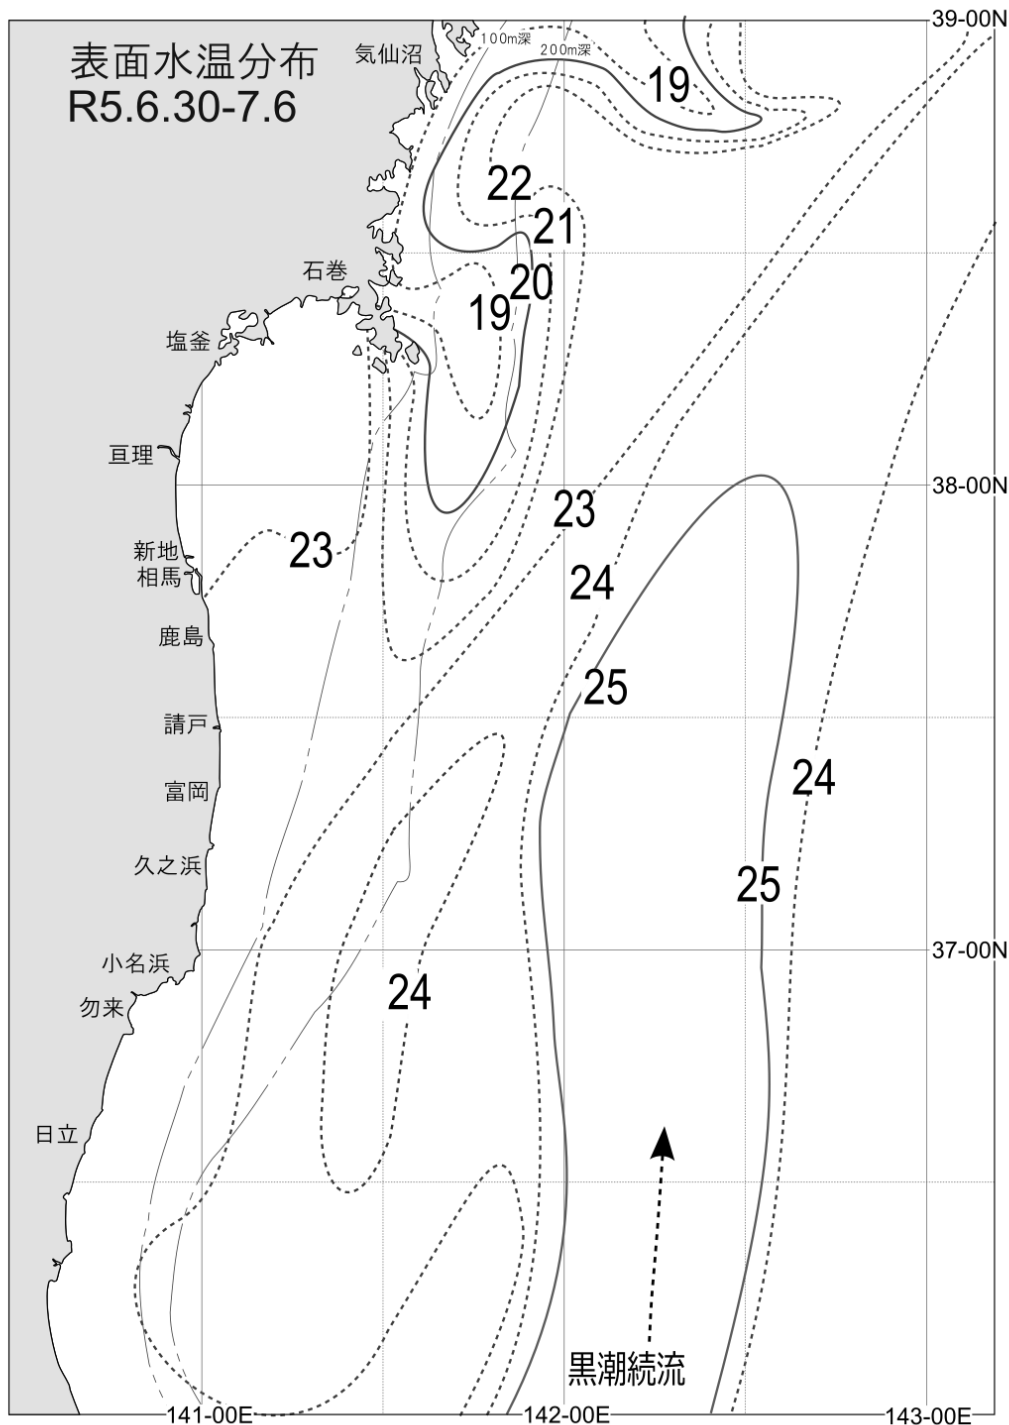 39-00N
表面水温分布
R5.6.30-7.6
気仙沼
100m深
200m深
19
22
21
石巻
20
19
塩釜
亘理
38-00N
23
新地
23
相馬
24
鹿島
25
請戸
24
富岡
久之浜
25
37-00N
小名浜
24
勿来
日立
黒潮続流
141-00E
142-00E
143-00E